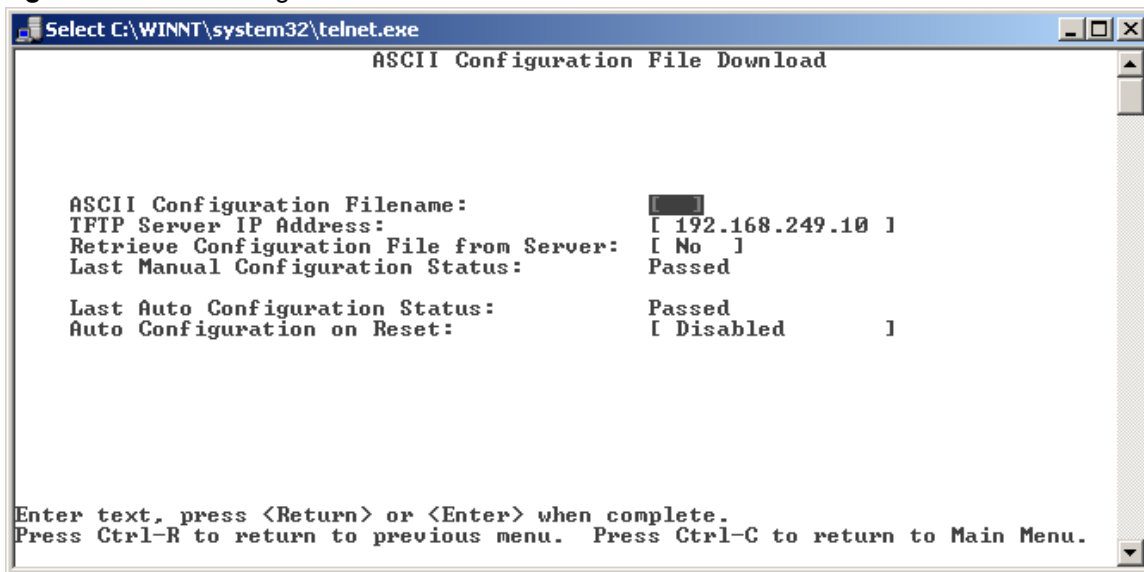 Select C:\WINNT\system32\telnet.exe
ASCII Configuration File Download
ASCII Configuration Filename: [ ]
TFTP Server IP Address: [ 192.168.249.10 ]
Retrieve Configuration File from Server: [ No ]
Last Manual Configuration Status: Passed
Last Auto Configuration Status: Passed
Auto Configuration on Reset: [ Disabled ]
Enter text, press <Return> or <Enter> when complete.
Press Ctrl-R to return to previous menu. Press Ctrl-C to return to Main Menu.